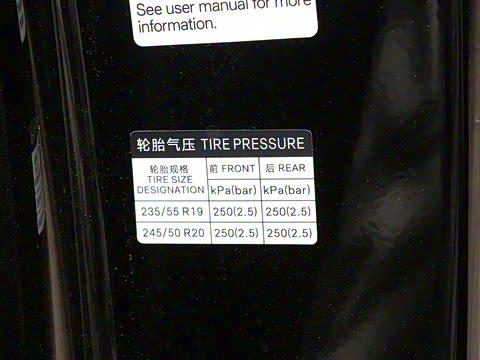 See user manual for more
information.
轮胎气压 TIRE PRESSURE
轮胎规格 前 FRONT 后 REAR
TIRE SIZE
DESIGNATION kPa(bar) kPa(bar)
235/55 R19 250(2.5) 250(2.5)
245/50 R20 250(2.5) 250(2.5)